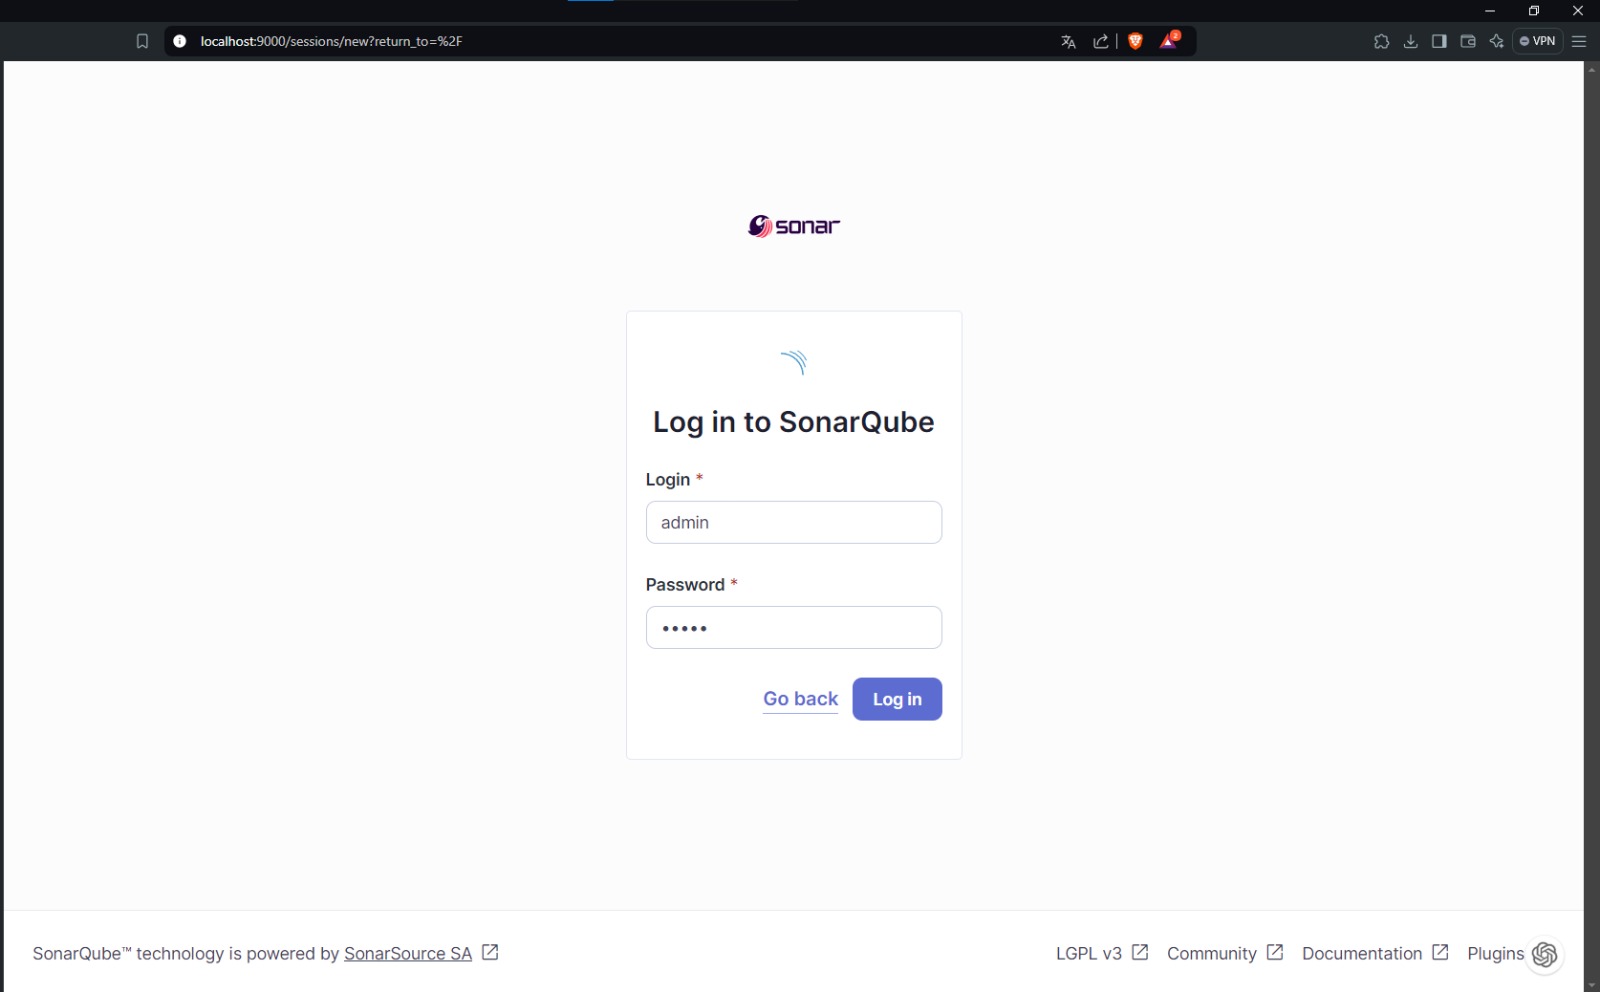 localhost:9000/sessions/new?return_to=%2F
2
VPN
sonar
Log in to SonarQube
Login *
admin
Password *
•••••
Go back
Log in
SonarQube™ technology is powered by SonarSource SA
LGPL v3
Community
Documentation
Plugins